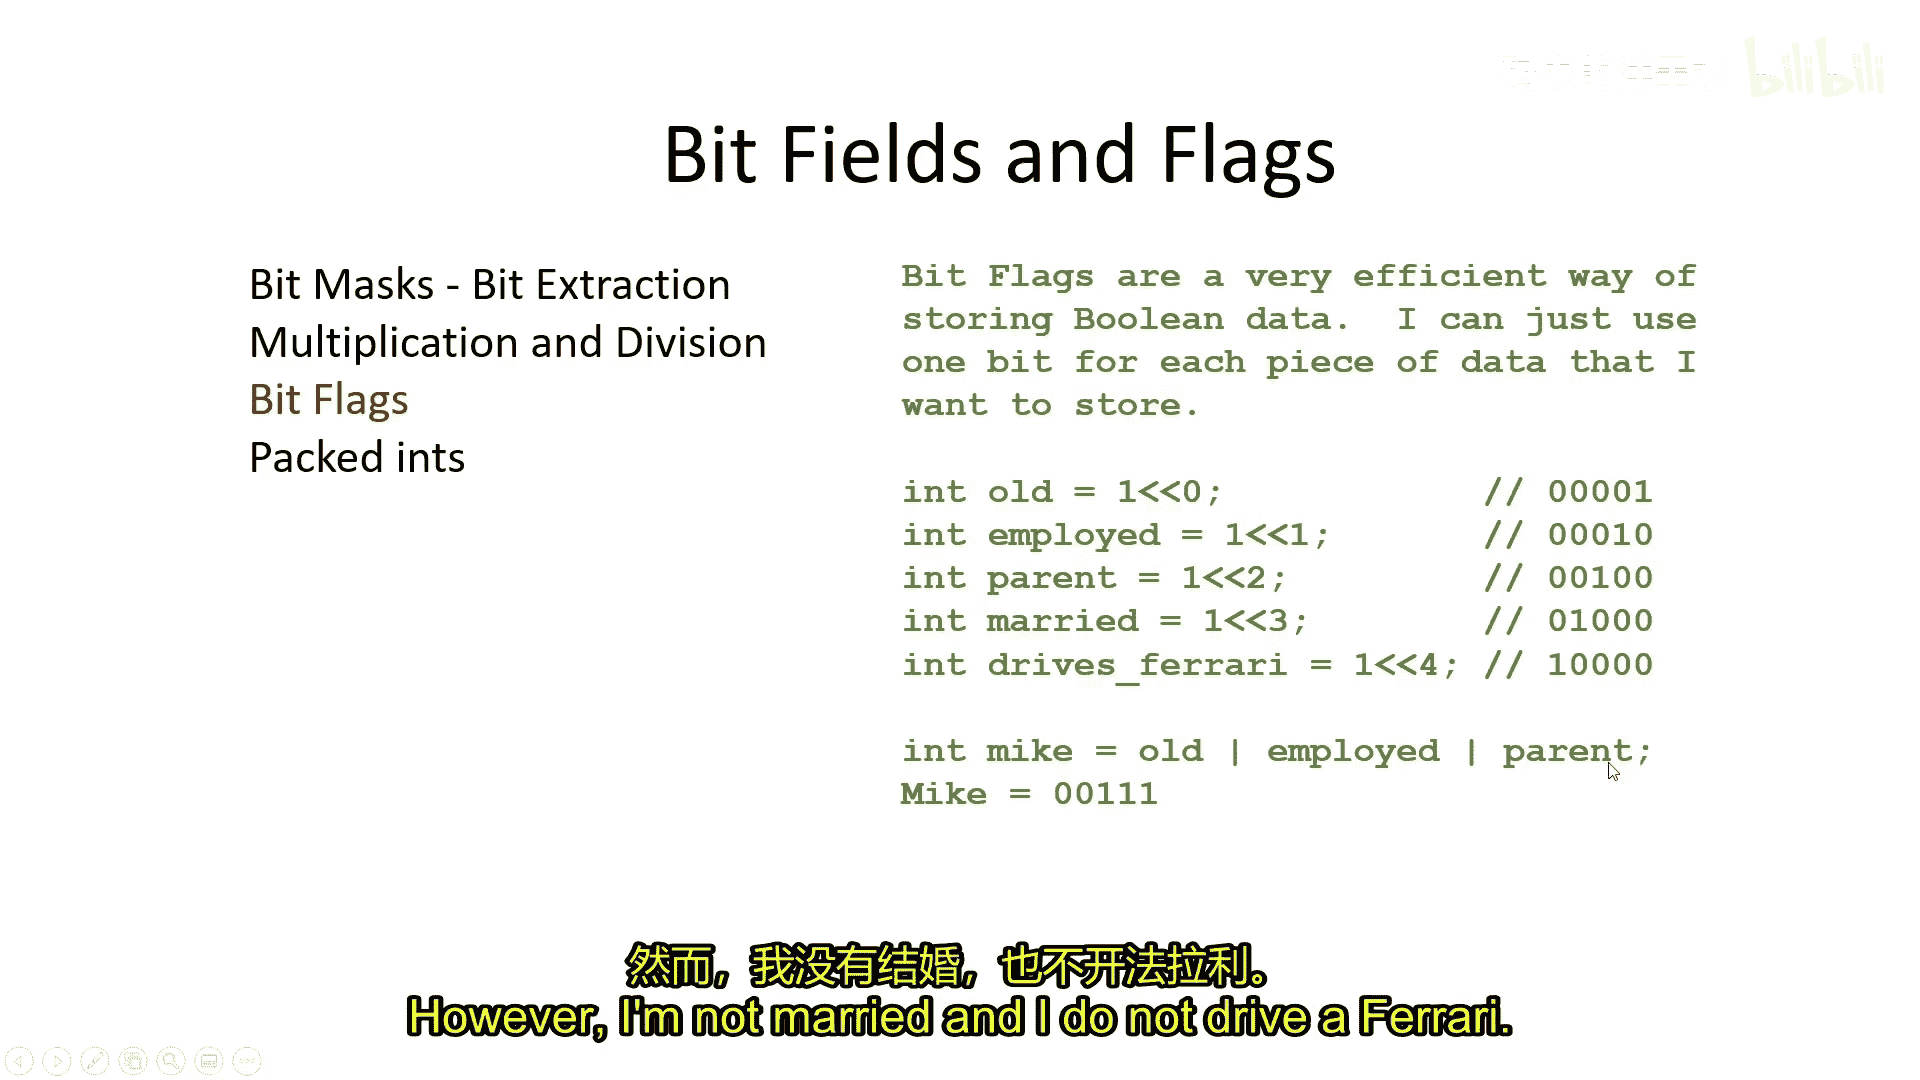 bilibili
Bit Fields and Flags
Bit Masks - Bit Extraction
Multiplication and Division
Bit Flags
Packed ints
Bit Flags are a very efficient way of
storing Boolean data.  I can just use
one bit for each piece of data that I
want to store.
int old = 1<<0; // 00001
int employed = 1<<1; // 00010
int parent = 1<<2; // 00100
int married = 1<<3; // 01000
int drives_ferrari = 1<<4; // 10000
int mike = old | employed | parent;
Mike = 00111
然而，我没有结婚，也不开法拉利。
However, I'm not married and I do not drive a Ferrari.